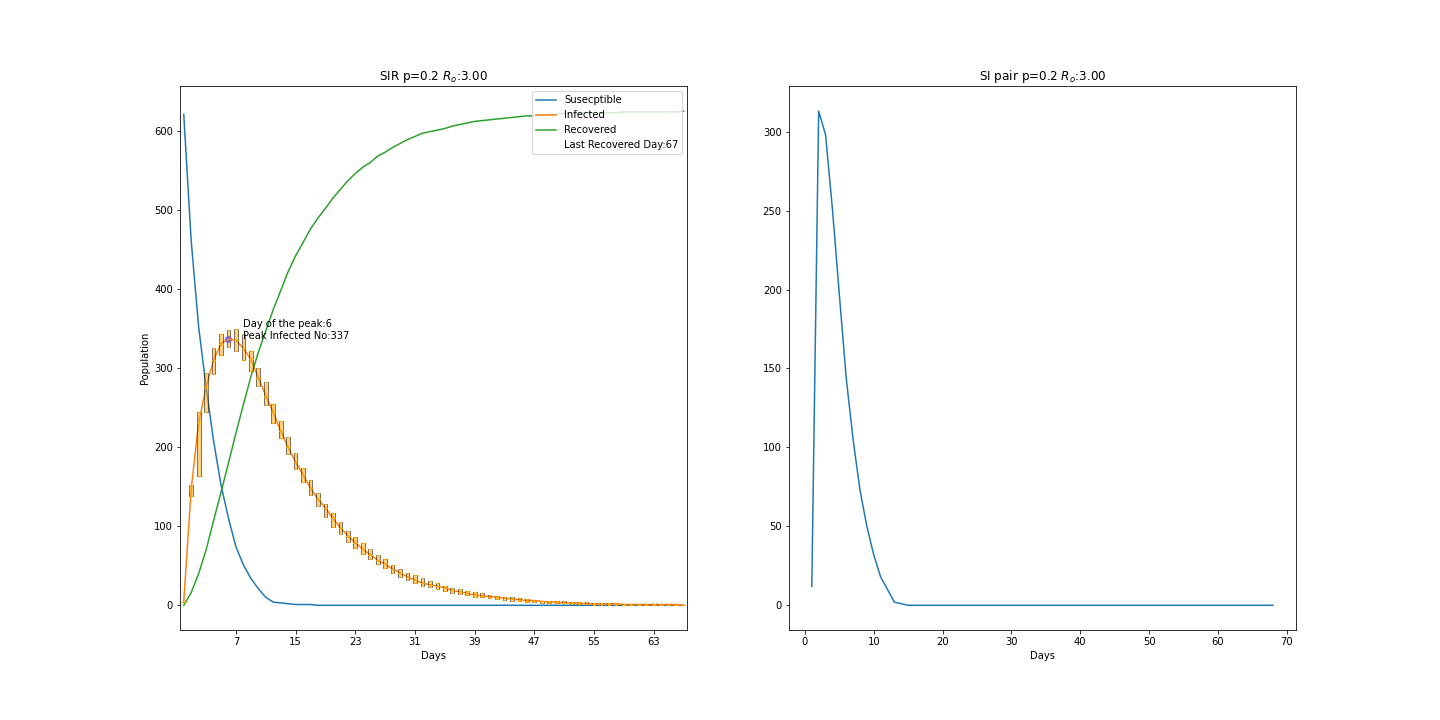 SIR p=0.2 Rₒ:3.00
Susecptible
Infected
Recovered
Last Recovered Day:67
Day of the peak:6
Peak Infected No:337
Population
600
500
400
300
200
100
0
7 15 23 31 39 47 55 63
Days
SI pair p=0.2 Rₒ:3.00
300
250
200
150
100
50
0
0 10 20 30 40 50 60 70
Days